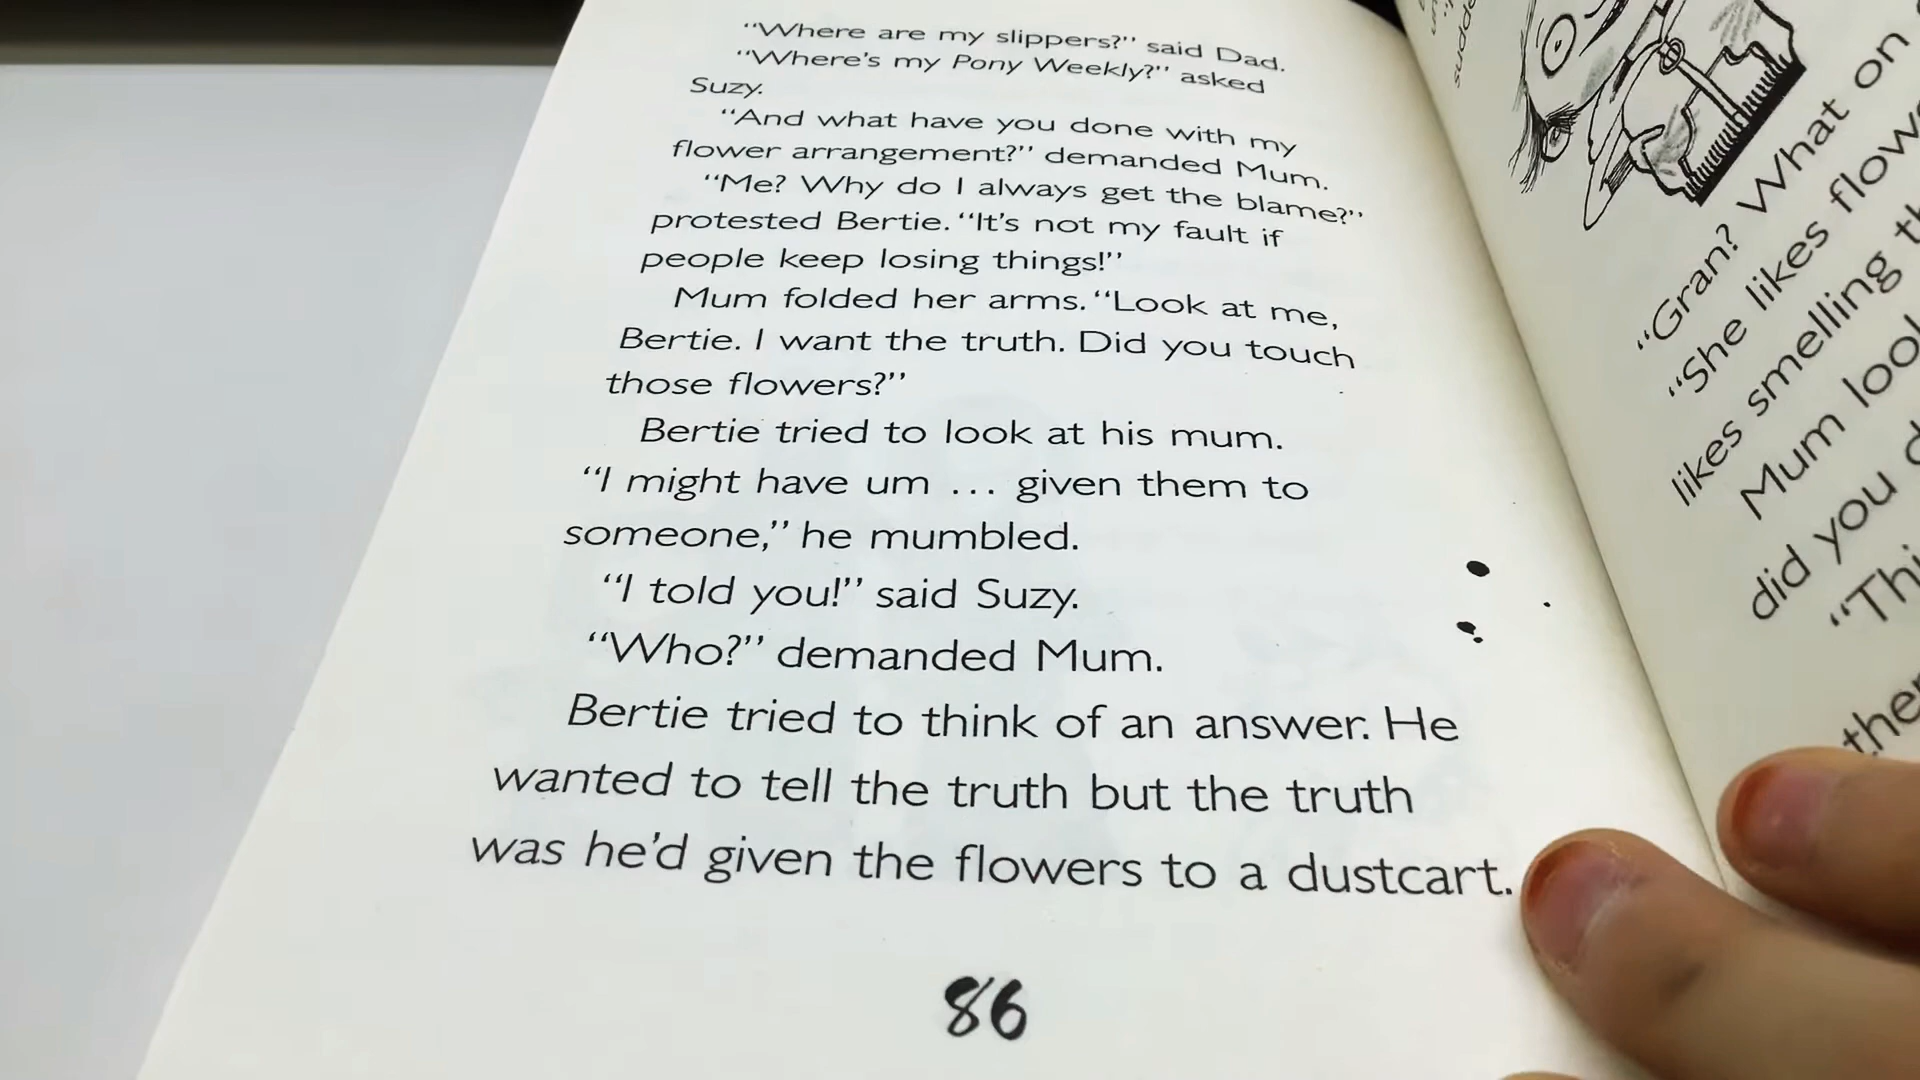 “Where are my slippers?” said Dad.
“Where’s my Pony Weekly?” asked
Suzy.
“And what have you done with my
flower arrangement?” demanded Mum.
“Me? Why do I always get the blame?”
protested Bertie. “It’s not my fault if
people keep losing things!”
Mum folded her arms. “Look at me,
Bertie. I want the truth. Did you touch
those flowers?”
Bertie tried to look at his mum.
“I might have um … given them to
someone,” he mumbled.
“I told you!” said Suzy.
“Who?” demanded Mum.
Bertie tried to think of an answer. He
wanted to tell the truth but the truth
was he’d given the flowers to a dustcart.
86
“Gran? What on
“She likes
likes smelling
Mum
did you